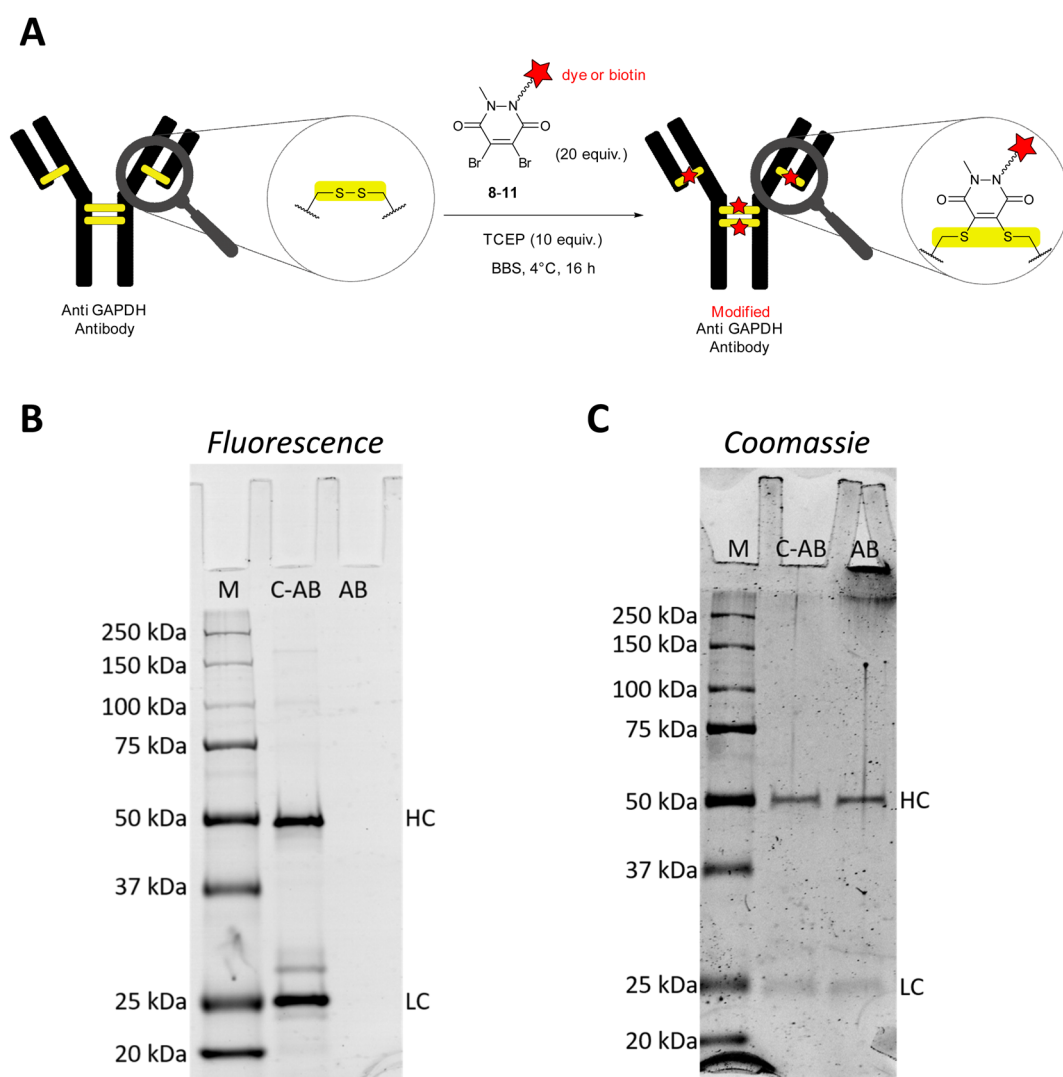 A
dye or biotin
N
N
O
O
Br
Br
(20 equiv.)
8-11
S
S
TCEP (10 equiv.)
BBS, 4°C, 16 h
N
N
O
O
S
S
Anti GAPDH
Antibody
Modified
Anti GAPDH
Antibody
B
Fluorescence
M
C-AB
AB
250 kDa
150 kDa
100 kDa
75 kDa
50 kDa
HC
37 kDa
25 kDa
LC
20 kDa
C
Coomassie
M
C-AB
AB
250 kDa
150 kDa
100 kDa
75 kDa
50 kDa
HC
37 kDa
25 kDa
LC
20 kDa